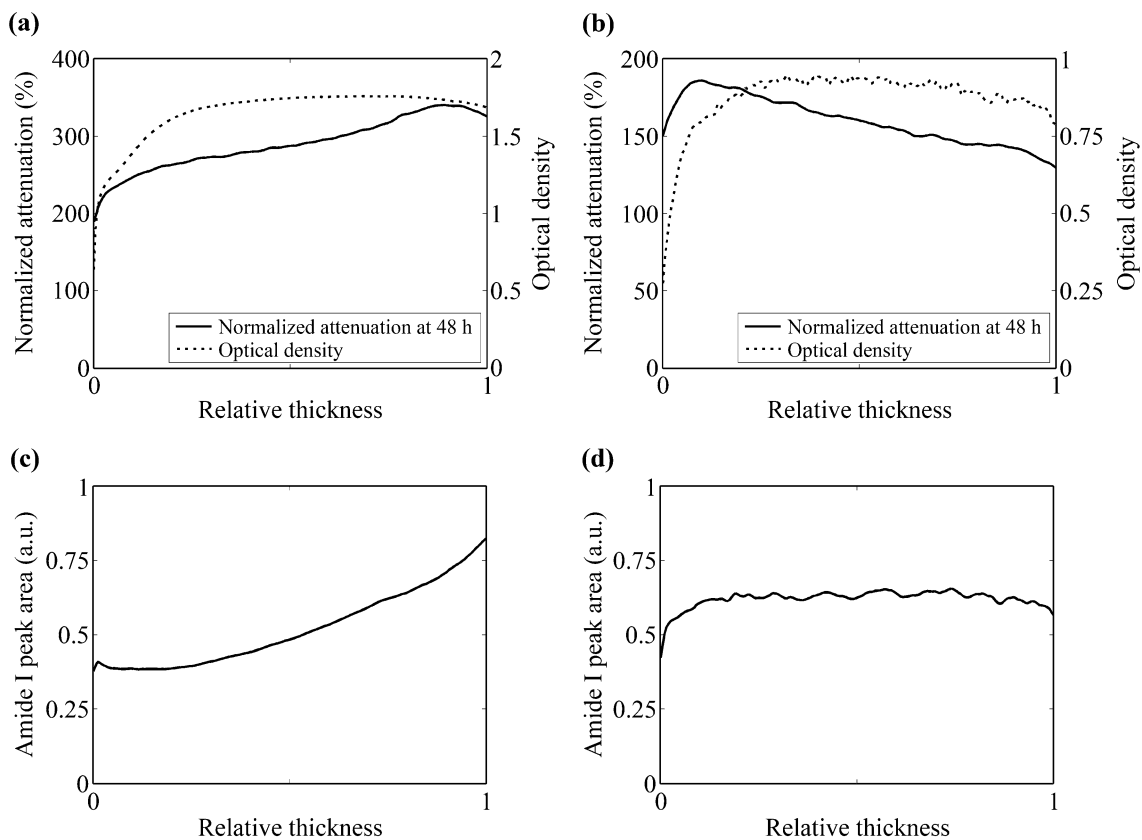 (a)
400
300
200
100
0
Normalized attenuation (%)
2
1.5
1
0.5
0
Optical density
Normalized attenuation at 48 h
Optical density
0
1
Relative thickness
(b)
200
150
100
50
0
Normalized attenuation (%)
1
0.75
0.5
0.25
0
Optical density
Normalized attenuation at 48 h
Optical density
0
1
Relative thickness
(c)
1
0.75
0.5
0.25
0
Amide I peak area (a.u.)
0
1
Relative thickness
(d)
1
0.75
0.5
0.25
0
Amide I peak area (a.u.)
0
1
Relative thickness